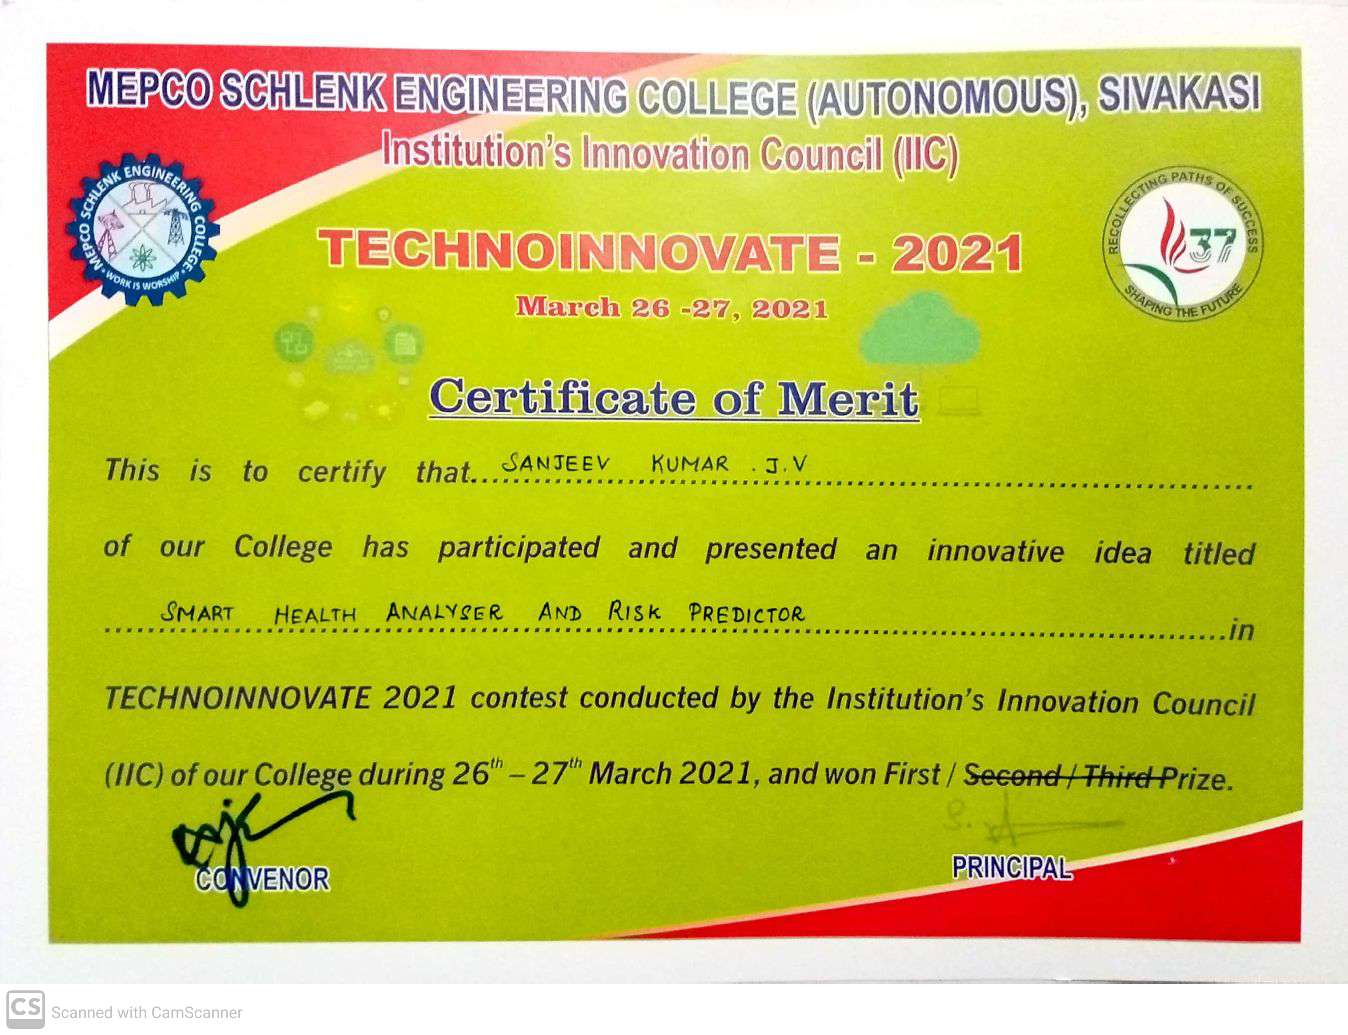 MEPCO SCHLENK ENGINEERING COLLEGE (AUTONOMOUS), SIVAKASI
Institution's Innovation Council (IIC)
MEPCO SCHLENK ENGINEERING COLLEGE
• WORK IS WORSHIP •
RECOLLECTING PATHS OF SUCCESS
37
SHAPING THE FUTURE
TECHNOINNOVATE - 2021
March 26 -27, 2021
Certificate of Merit
This is to certify that...SANJEEV KUMAR . J.V
of our College has participated and presented an innovative idea titled
SMART HEALTH ANALYSER AND RISK PREDICTOR in
TECHNOINNOVATE 2021 contest conducted by the Institution's Innovation Council
(IIC) of our College during 26th – 27th March 2021, and won First / Second / Third Prize.
CONVENOR
PRINCIPAL
CS Scanned with CamScanner